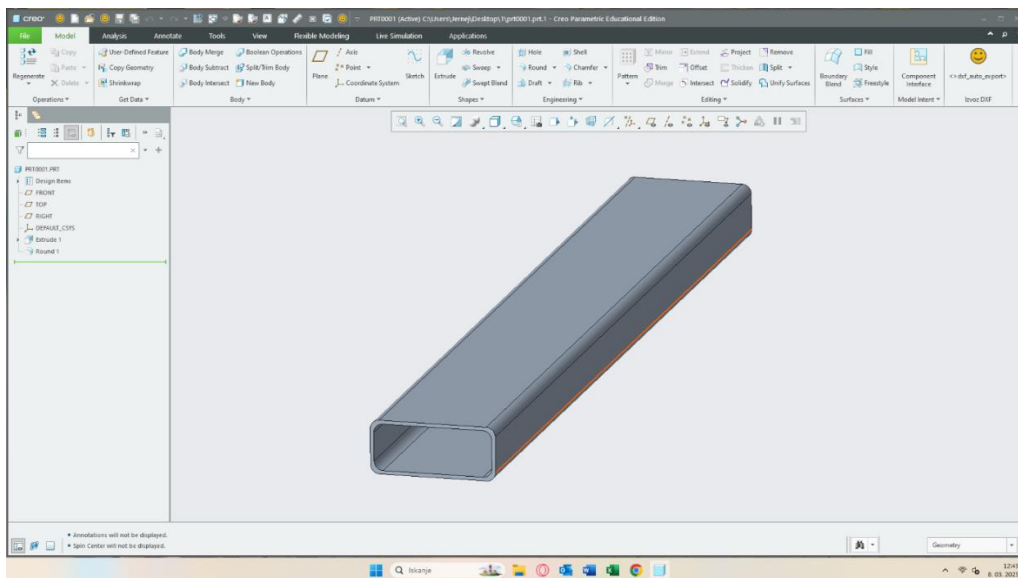 creo
PRT0001 (Active) C:\Users\Jernej\Desktop\1\prt0001.prt.1 - Creo Parametric Educational Edition
File Model Analysis Annotate Tools View Flexible Modeling Live Simulation Applications
Regenerate
Copy
Paste
Delete
Operations
User-Defined Feature
Copy Geometry
Shrinkwrap
Get Data
Body Merge
Body Subtract
Body Intersect
Boolean Operations
Split/Trim Body
New Body
Body
Plane
Axis
Point
Coordinate System
Sketch
Datum
Extrude
Revolve
Sweep
Swept Blend
Shapes
Hole
Round
Draft
Shell
Chamfer
Rib
Engineering
Pattern
Mirror
Trim
Merge
Extend
Offset
Intersect
Project
Thicken
Solidify
Remove
Split
Unify Surfaces
Editing
Boundary
Blend
Fill
Style
Freestyle
Surfaces
Component
Interface
Model Intent
<>dxf_auto_export>
Izvoz DXF
PRT0001.PRT
Design Items
FRONT
TOP
RIGHT
DEFAULT_CSYS
Extrude 1
Round 1
• Annotations will not be displayed.
• Spin Center will not be displayed.
Geometry
Iskanje